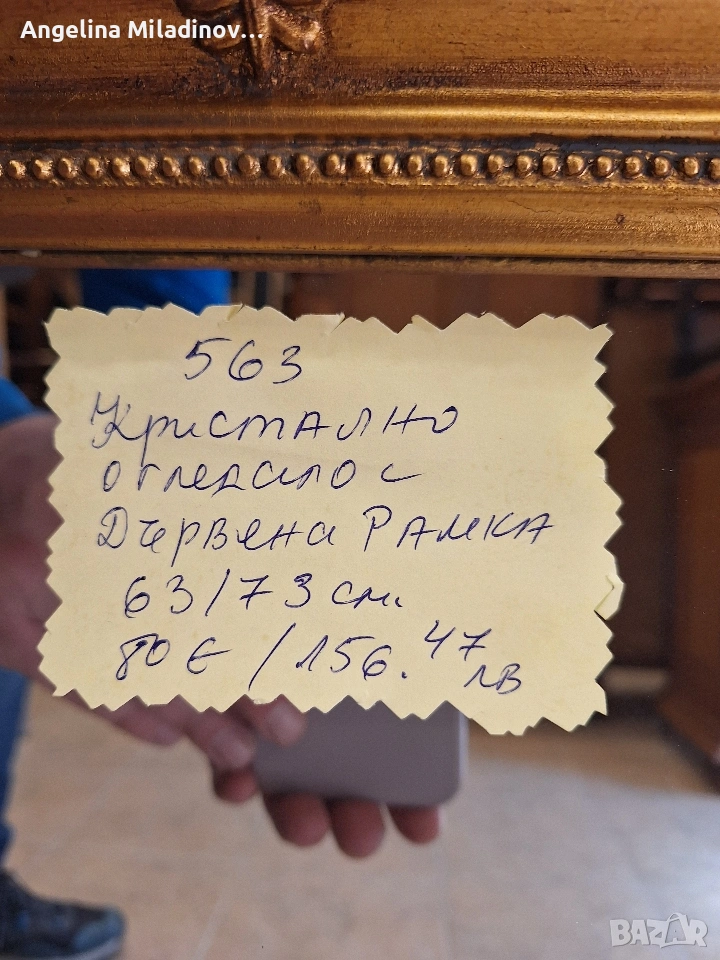 Angelina Miladinov...
563
Кристално
огледало с
Дървена РАМКА
63/73 см.
80 € / 156.47 лв
BAZAR